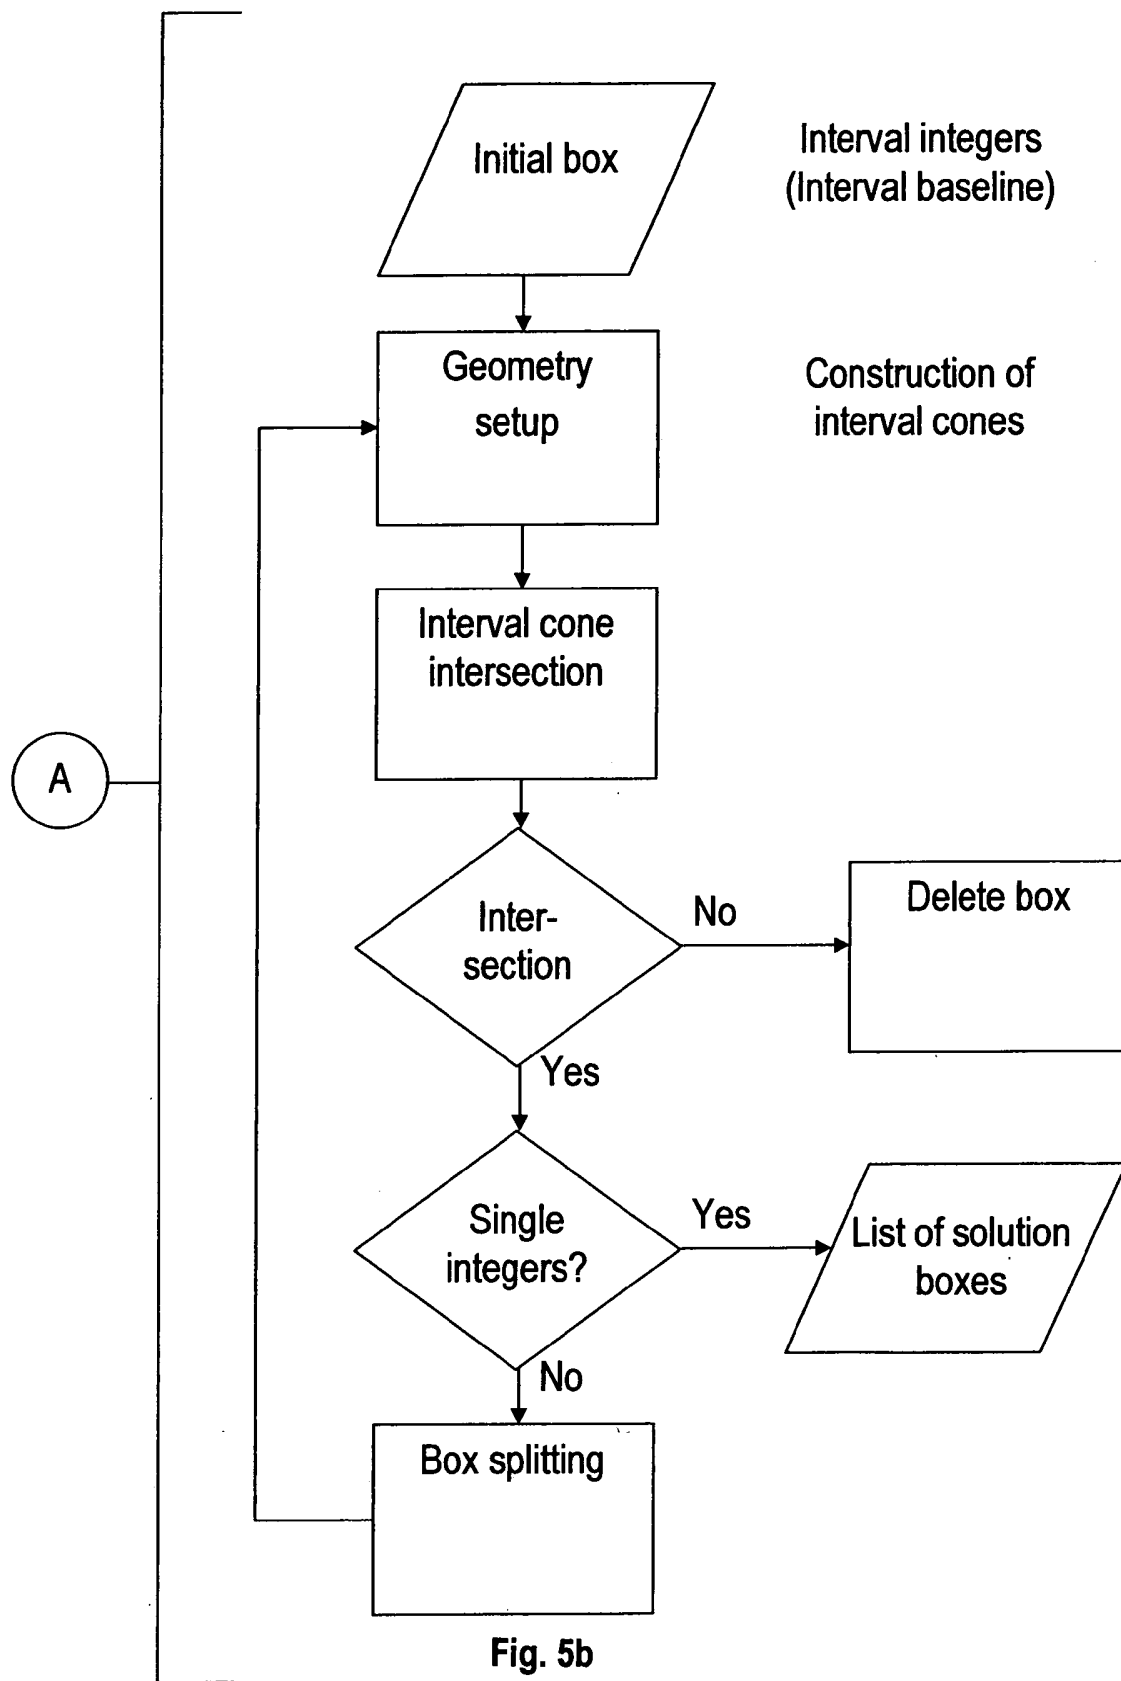 Initial box
Interval integers
(Interval baseline)
Geometry
setup
Construction of
interval cones
Interval cone
intersection
A
Inter-
section
No
Delete box
Yes
Single
integers?
Yes
List of solution
boxes
No
Box splitting
Fig. 5b